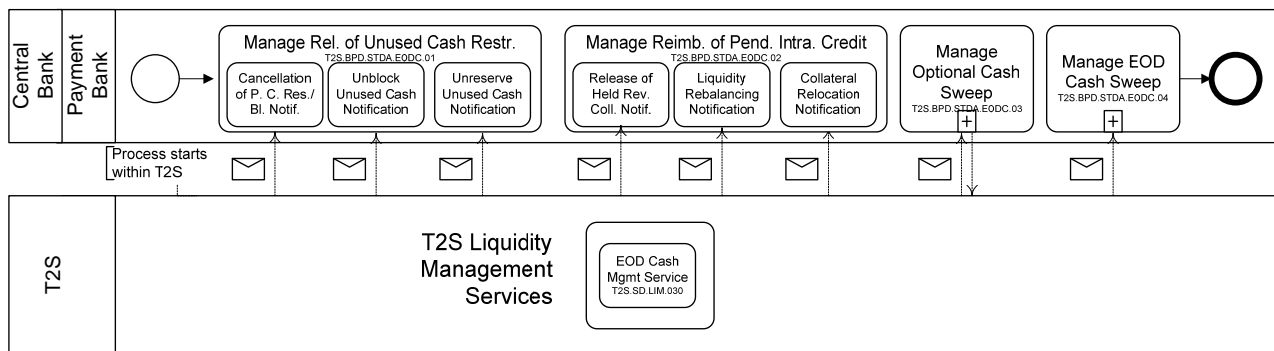 Central
Bank
Payment
Bank
Manage Rel. of Unused Cash Restr.
T2S.BPD.STDA.EODC.01
Cancellation
of P. C. Res./
Bl. Notif.
Unblock
Unused Cash
Notification
Unreserve
Unused Cash
Notification
Manage Reimb. of Pend. Intra. Credit
T2S.BPD.STDA.EODC.02
Release of
Held Rev.
Coll. Notif.
Liquidity
Rebalancing
Notification
Collateral
Relocation
Notification
Manage
Optional Cash
Sweep
T2S.BPD.STDA.EODC.03
+
Manage EOD
Cash Sweep
T2S.BPD.STDA.EODC.04
+
Process starts
within T2S
T2S
T2S Liquidity
Management
Services
EOD Cash
Mgmt Service
T2S.SD.LIM.030